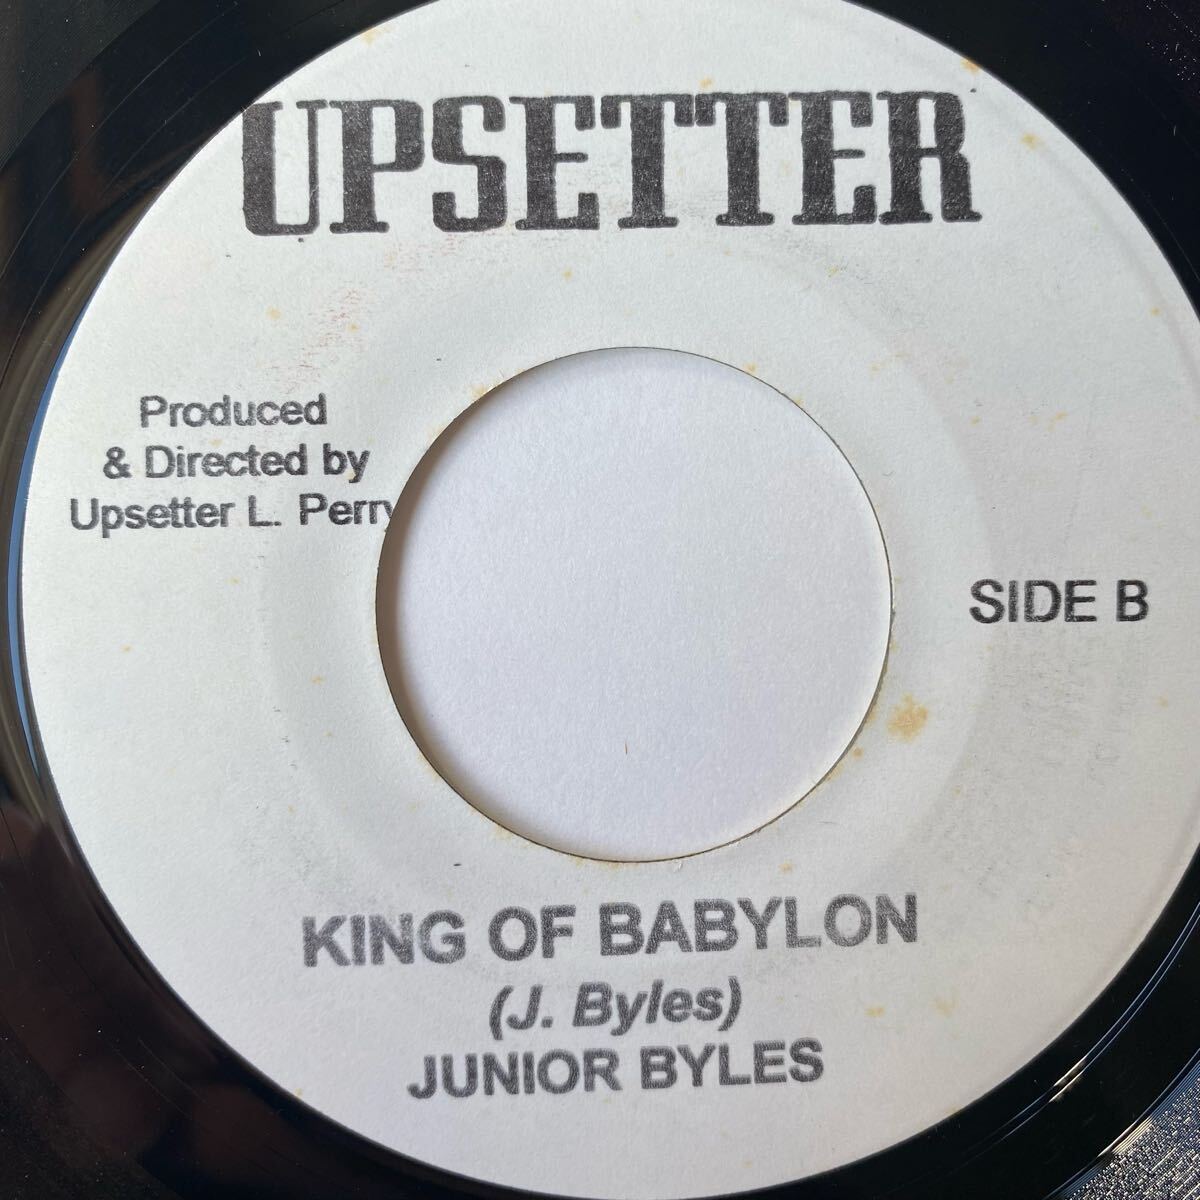 UPSETTER
Produced
& Directed by
Upsetter L. Perry
SIDE B
KING OF BABYLON
(J. Byles)
JUNIOR BYLES